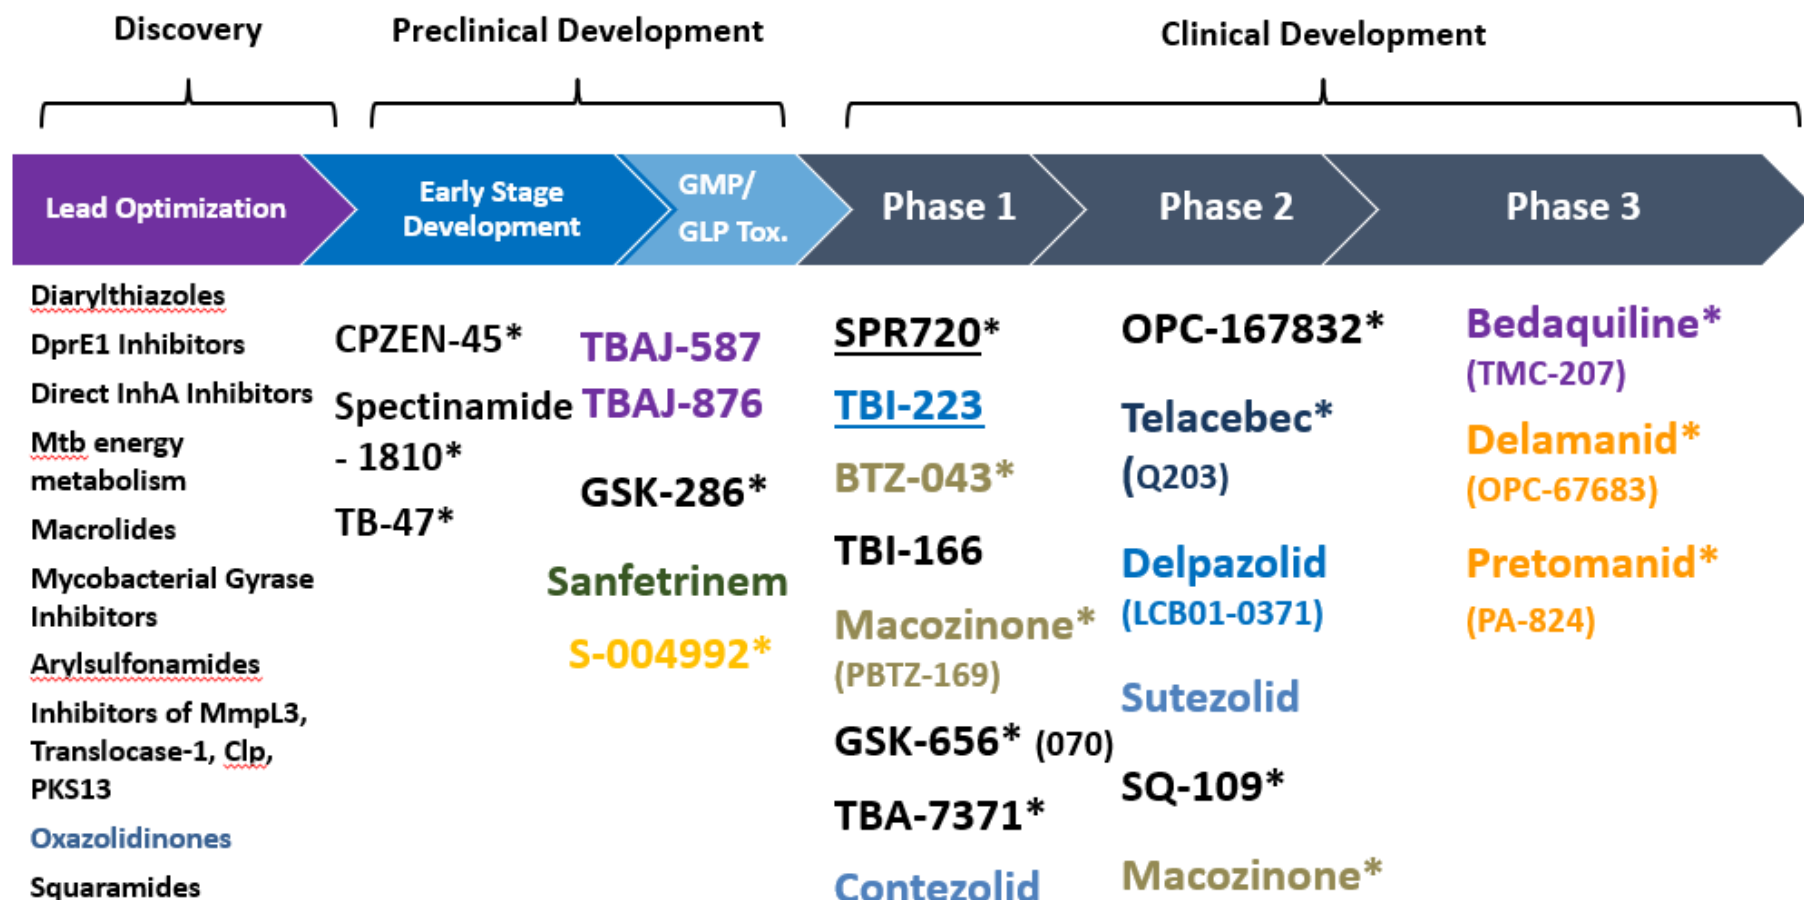 Discovery
Preclinical Development
Clinical Development
Lead Optimization
Early Stage
Development
GMP/
GLP Tox.
Phase 1
Phase 2
Phase 3
Diarylthiazoles
DprE1 Inhibitors
Direct InhA Inhibitors
Mtb energy
metabolism
Macrolides
Mycobacterial Gyrase
Inhibitors
Arylsulfonamides
Inhibitors of MmpL3,
Translocase-1, Clp,
PKS13
Oxazolidinones
Squaramides
CPZEN-45*
Spectinamide
- 1810*
TB-47*
TBAJ-587
TBAJ-876
GSK-286*
Sanfetrinem
S-004992*
SPR720*
TBI-223
BTZ-043*
TBI-166
Macozinone*
(PBTZ-169)
GSK-656* (070)
TBA-7371*
Contezolid
OPC-167832*
Telacebec*
(Q203)
Delpazolid
(LCB01-0371)
Sutezolid
SQ-109*
Macozinone*
Bedaquiline*
(TMC-207)
Delamanid*
(OPC-67683)
Pretomanid*
(PA-824)